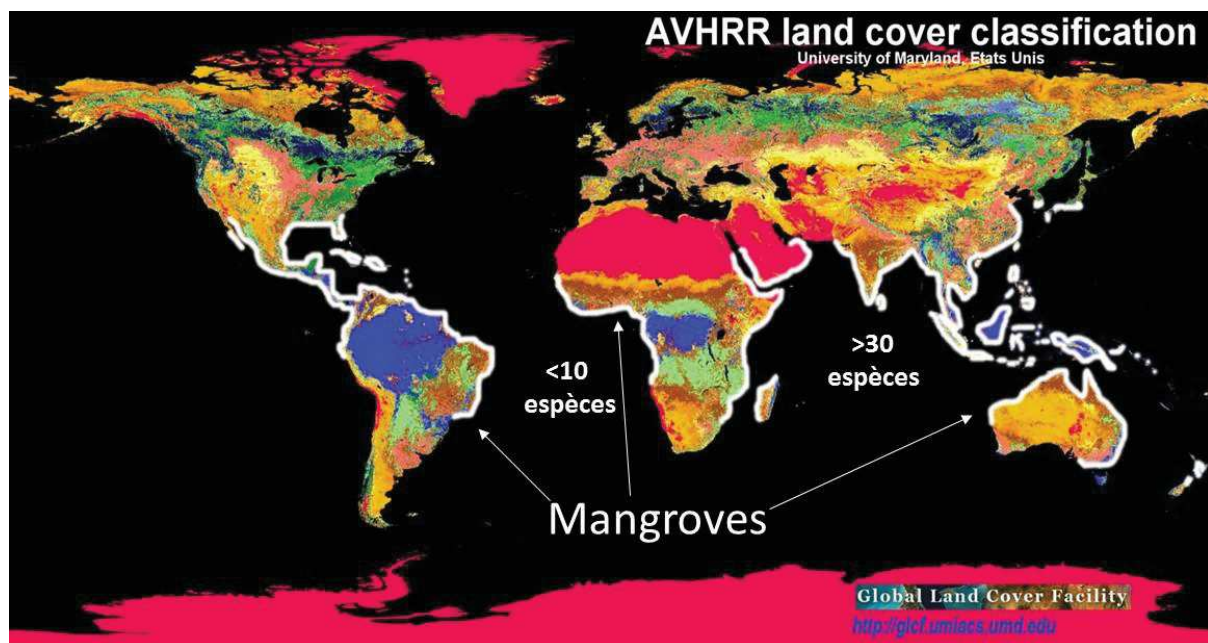 AVHRR land cover classification
University of Maryland, Etats Unis
<10
espèces
>30
espèces
Mangroves
Global Land Cover Facility
http://glcf.umiacs.umd.edu